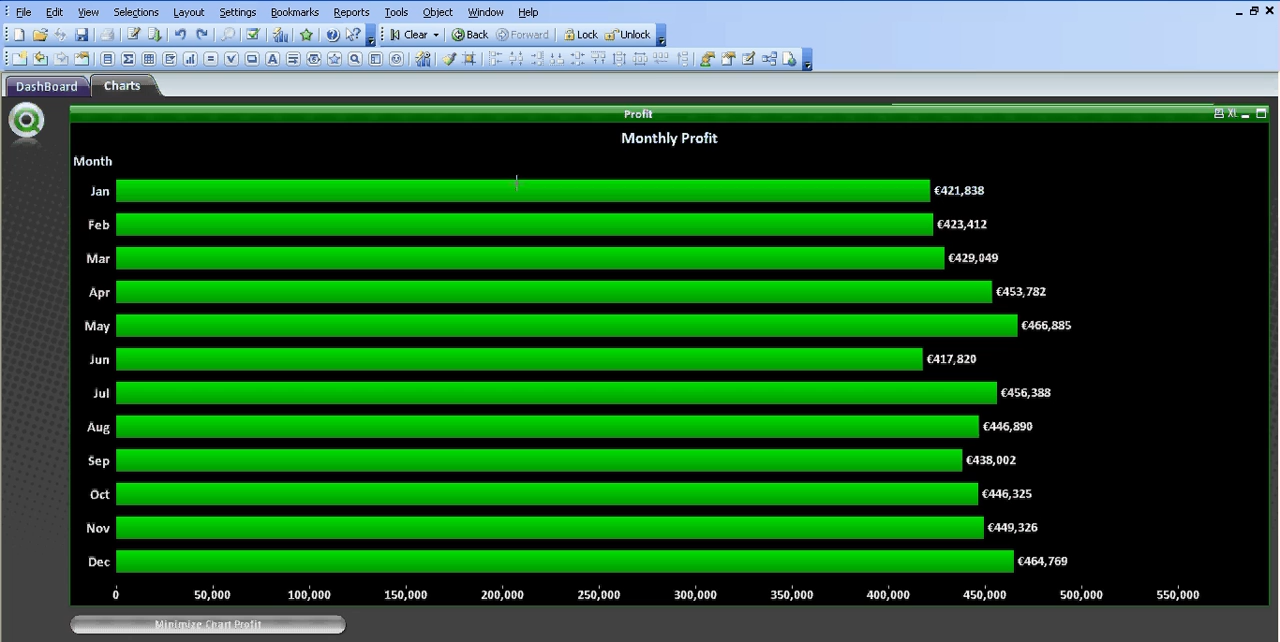 File Edit View Selections Layout Settings Bookmarks Reports Tools Object Window Help
Clear Back Forward Lock Unlock
DashBoard Charts
Profit XL
Monthly Profit
Month
Jan €421,838
Feb €423,412
Mar €429,049
Apr €453,782
May €466,885
Jun €417,820
Jul €456,388
Aug €446,890
Sep €438,002
Oct €446,325
Nov €449,326
Dec €464,769
0 50,000 100,000 150,000 200,000 250,000 300,000 350,000 400,000 450,000 500,000 550,000
Minimize Chart Profit